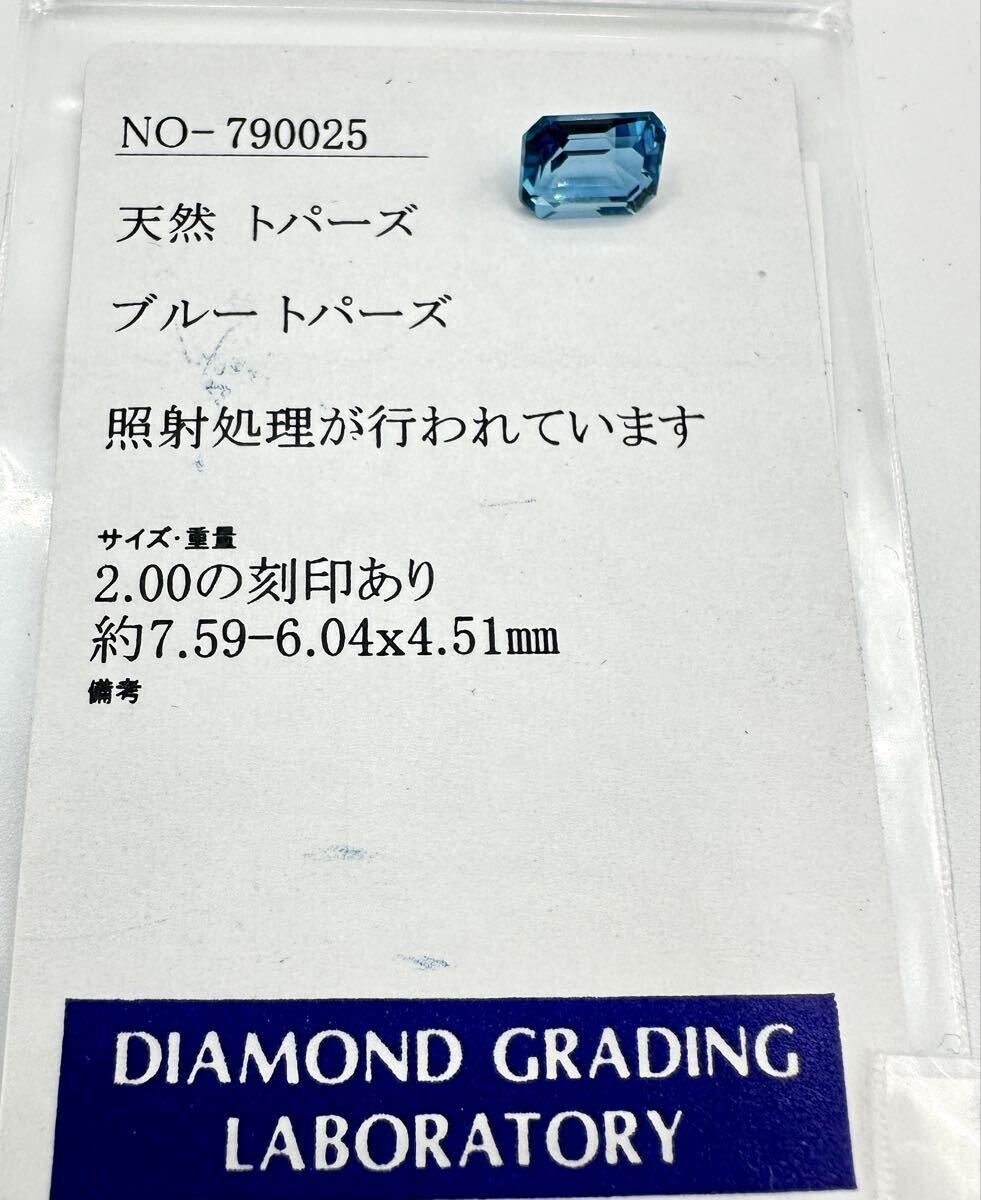 NO-790025
天然 トパーズ
ブルートパーズ
照射処理が行われています
サイズ·重量
2.00の刻印あり
約7.59-6.04x4.51mm
備考
DIAMOND GRADING
LABORATORY